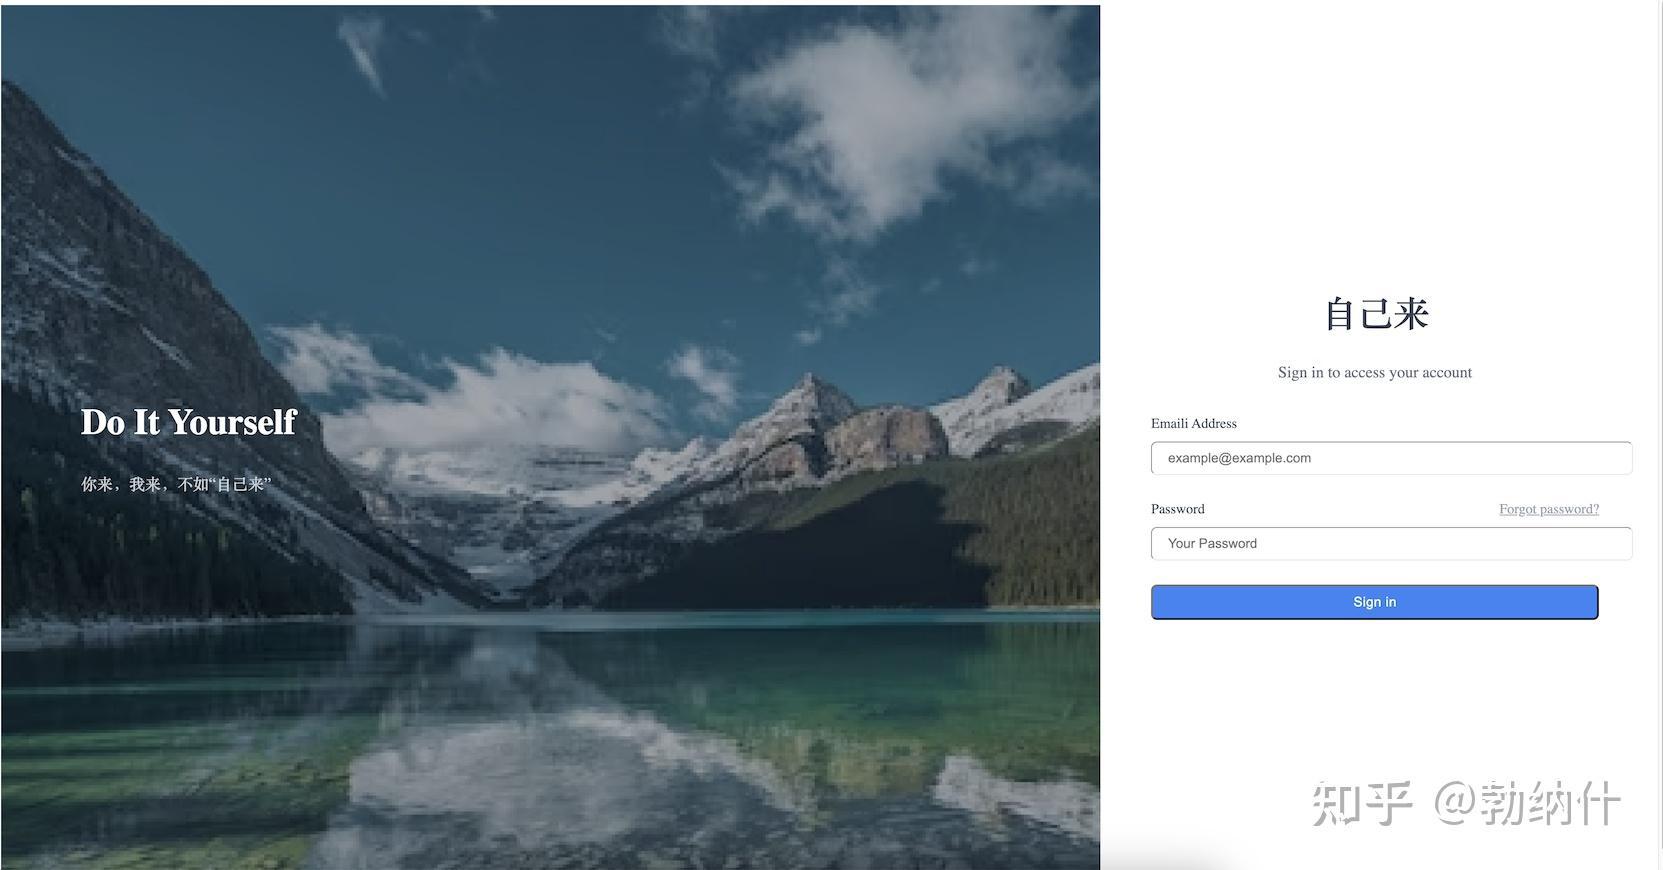 Do It Yourself
你来，我来，不如“自己来”
自己来
Sign in to access your account
Emaili Address
example@example.com
Password Forgot password?
Your Password
Sign in
知乎 @勃纳什